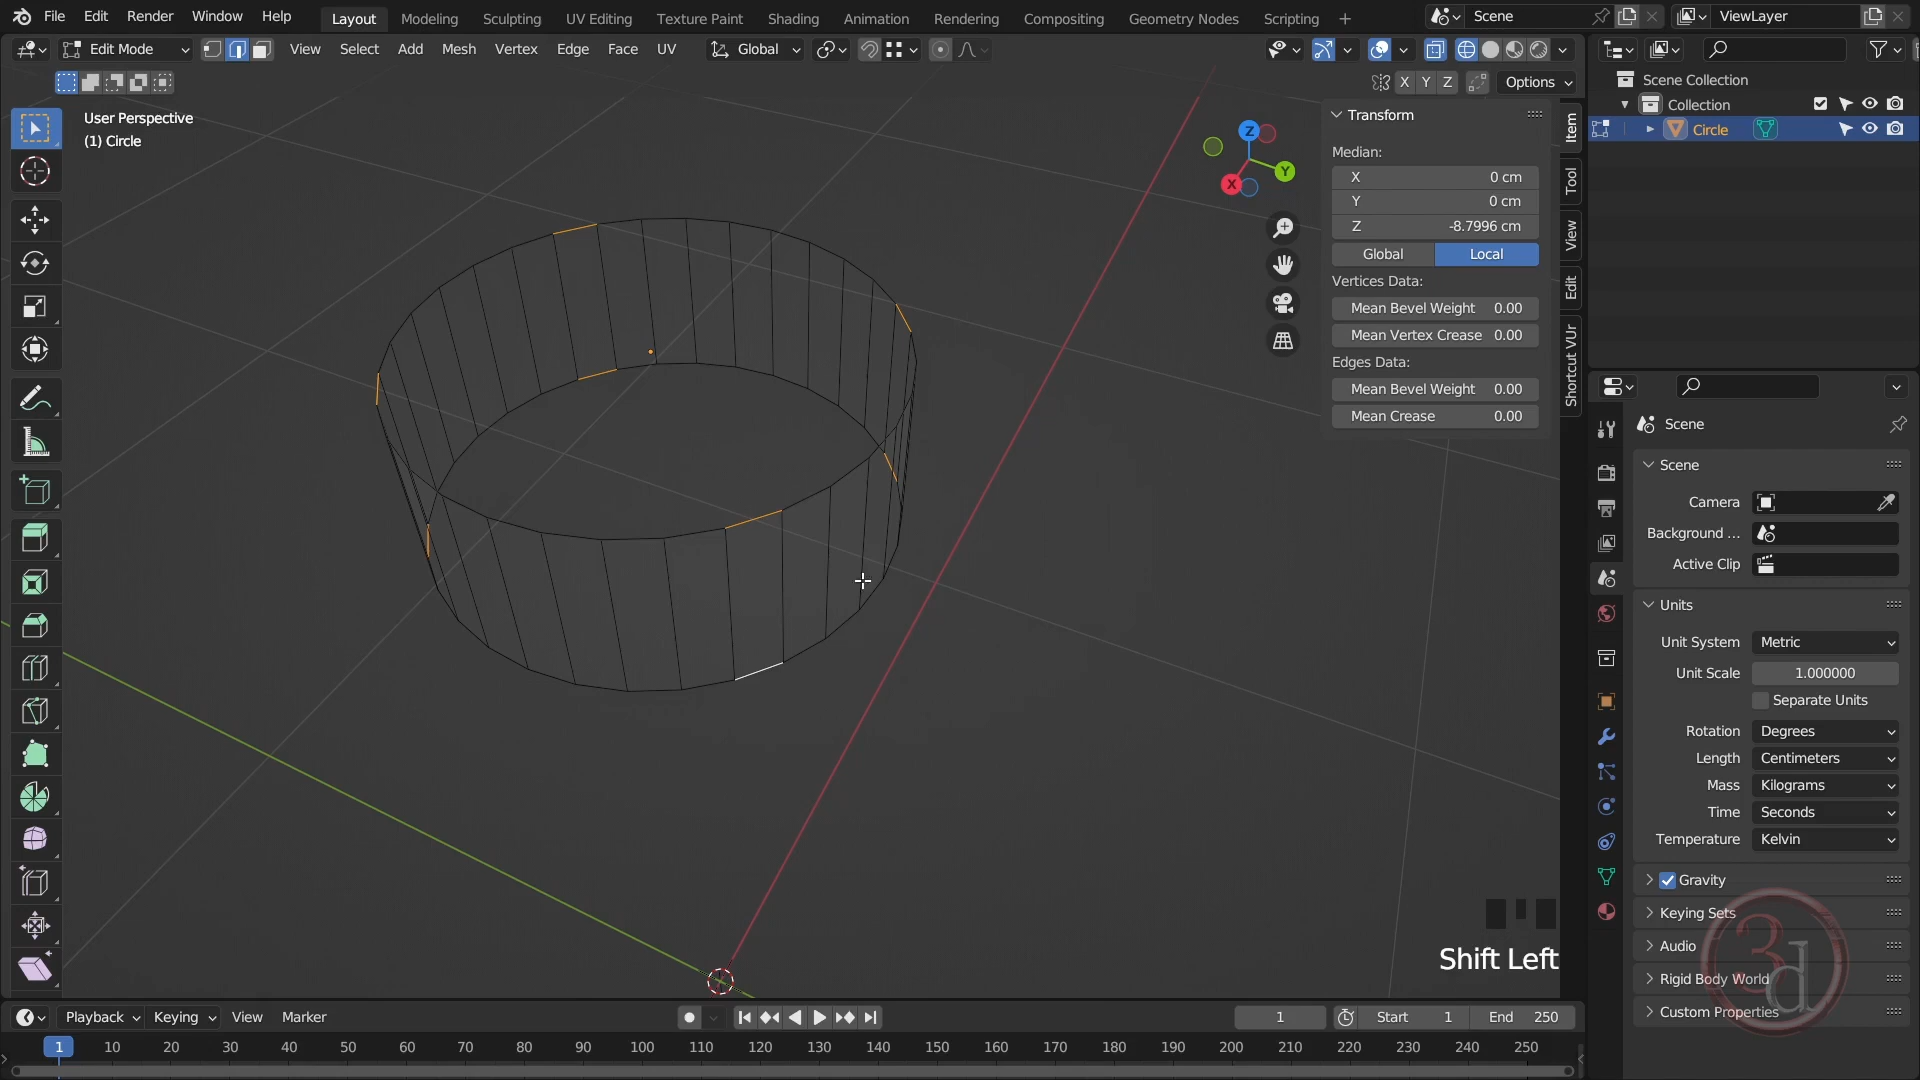 File Edit Render Window Help Layout Modeling Sculpting UV Editing Texture Paint Shading Animation Rendering Compositing Geometry Nodes Scripting + Scene ViewLayer
Edit Mode View Select Add Mesh Vertex Edge Face UV Global
X Y Z Options
User Perspective
(1) Circle
Z
Y
X
Transform
Median:
X 0 cm
Y 0 cm
Z -8.7996 cm
Global Local
Vertices Data:
Mean Bevel Weight 0.00
Mean Vertex Crease 0.00
Edges Data:
Mean Bevel Weight 0.00
Mean Crease 0.00
Item
Tool
View
Edit
Shortcut VUr
Scene Collection
Collection
Circle
Scene
Scene
Camera
Background ...
Active Clip
Units
Unit System Metric
Unit Scale 1.000000
Separate Units
Rotation Degrees
Length Centimeters
Mass Kilograms
Time Seconds
Temperature Kelvin
Gravity
Keying Sets
Audio
Rigid Body World
Custom Properties
3d
Shift Left
Playback Keying View Marker 1 Start 1 End 250
1 10 20 30 40 50 60 70 80 90 100 110 120 130 140 150 160 170 180 190 200 210 220 230 240 250